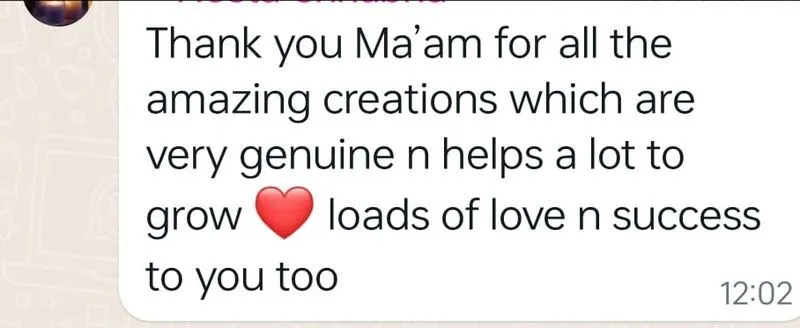 Thank you Ma’am for all the
amazing creations which are
very genuine n helps a lot to
grow ❤️ loads of love n success
to you too
12:02